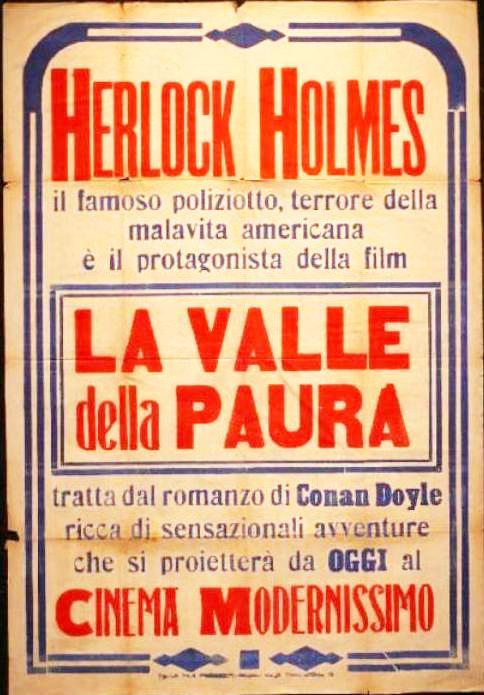 HERLOCK HOLMES
il famoso poliziotto, terrore della
malavita americana
è il protagonista della film
LA VALLE
della PAURA
tratta dal romanzo di Conan Doyle
ricca di sensazionali avventure
che si proietterà da OGGI al
CINEMA MODERNISSIMO